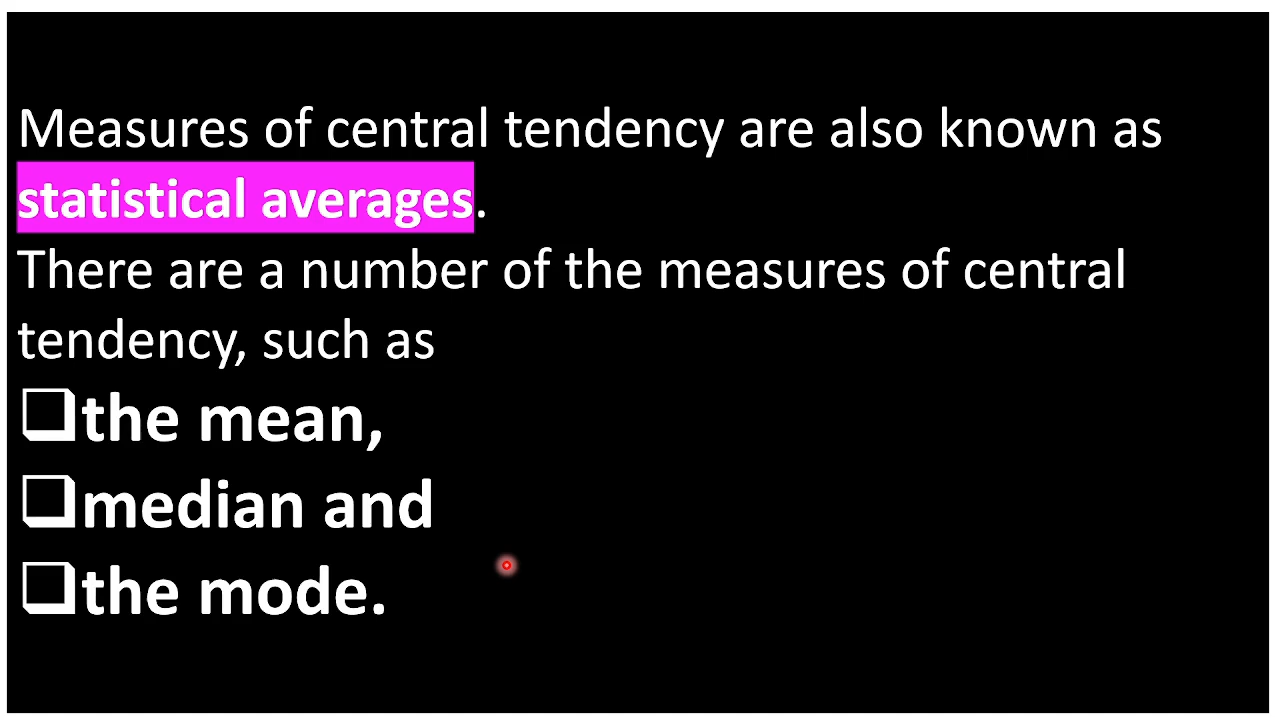 Measures of central tendency are also known as
statistical averages.
There are a number of the measures of central
tendency, such as
❑the mean,
❑median and
❑the mode.